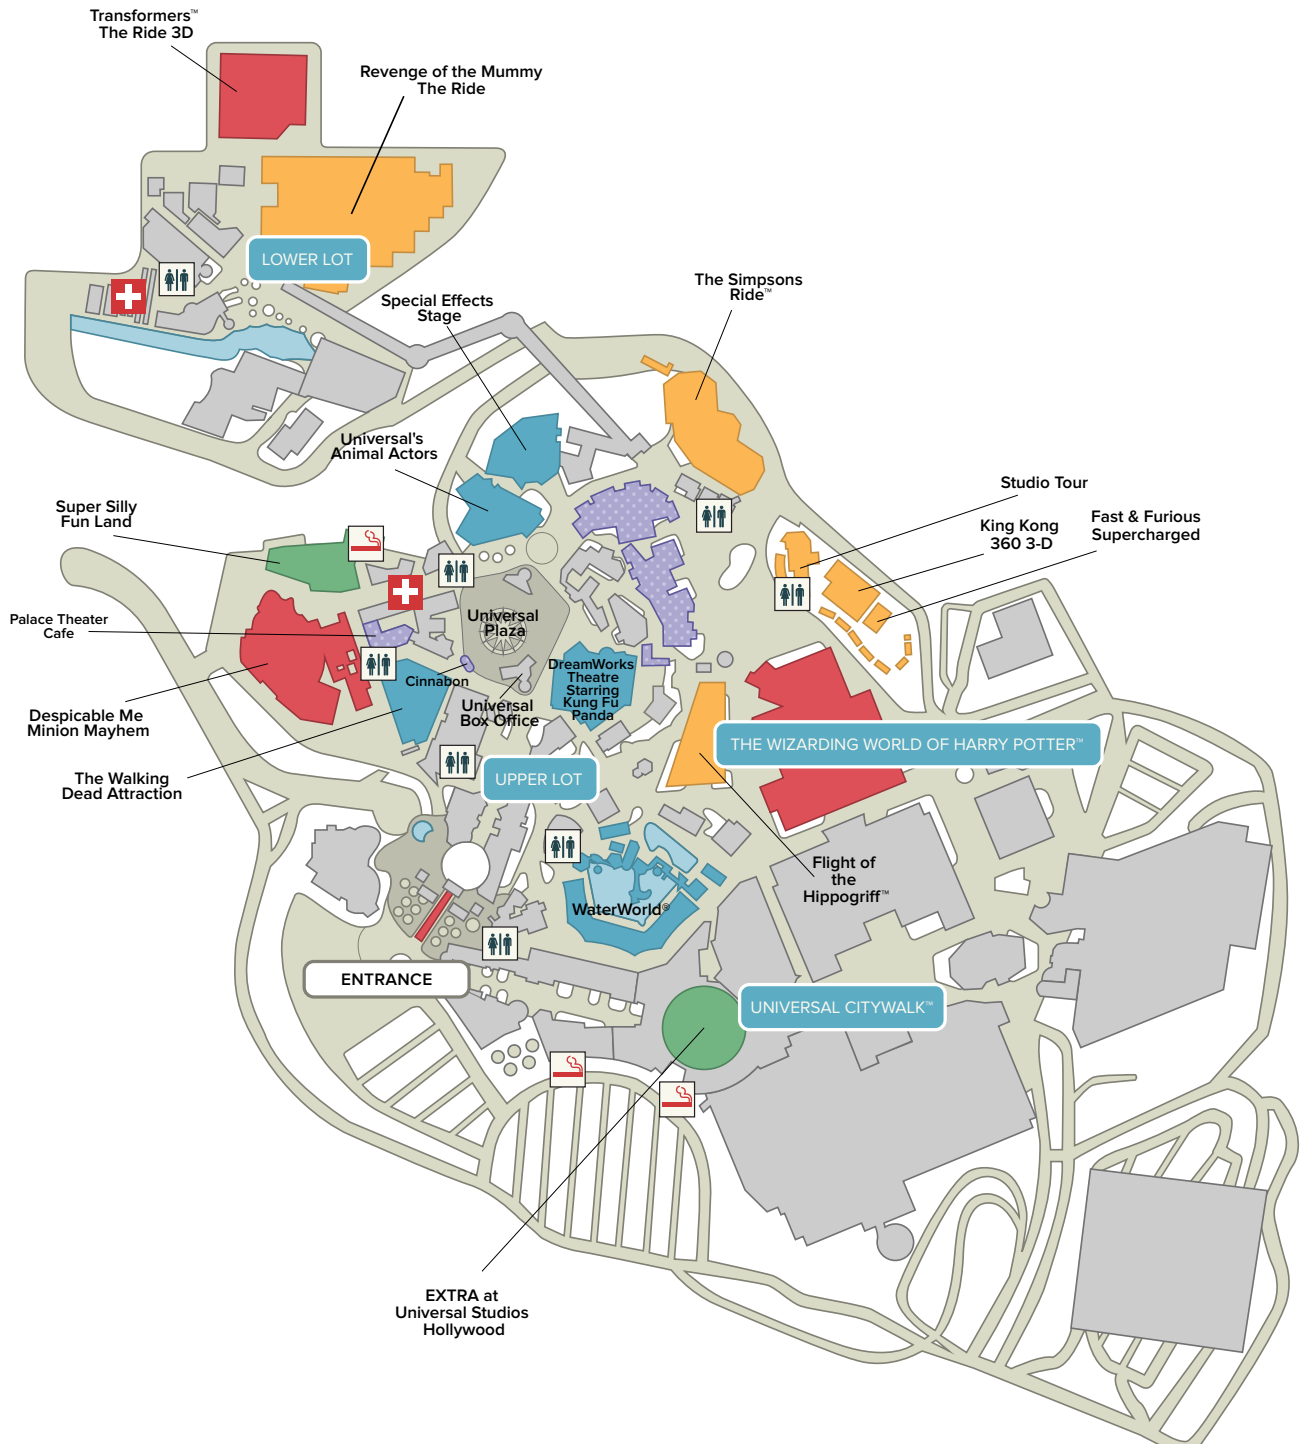 Transformers™
The Ride 3D
Revenge of the Mummy
The Ride
LOWER LOT
The Simpsons
Ride™
Special Effects
Stage
Universal's
Animal Actors
Studio Tour
Super Silly
Fun Land
King Kong
360 3-D
Fast & Furious
Supercharged
Universal
Plaza
Palace Theater
Cafe
DreamWorks
Theatre
Starring
Kung Fu
Panda
Cinnabon
Universal
Box Office
Despicable Me
Minion Mayhem
THE WIZARDING WORLD OF HARRY POTTER™
The Walking
Dead Attraction
UPPER LOT
Flight of
the
Hippogriff™
WaterWorld®
ENTRANCE
UNIVERSAL CITYWALK™
EXTRA at
Universal Studios
Hollywood